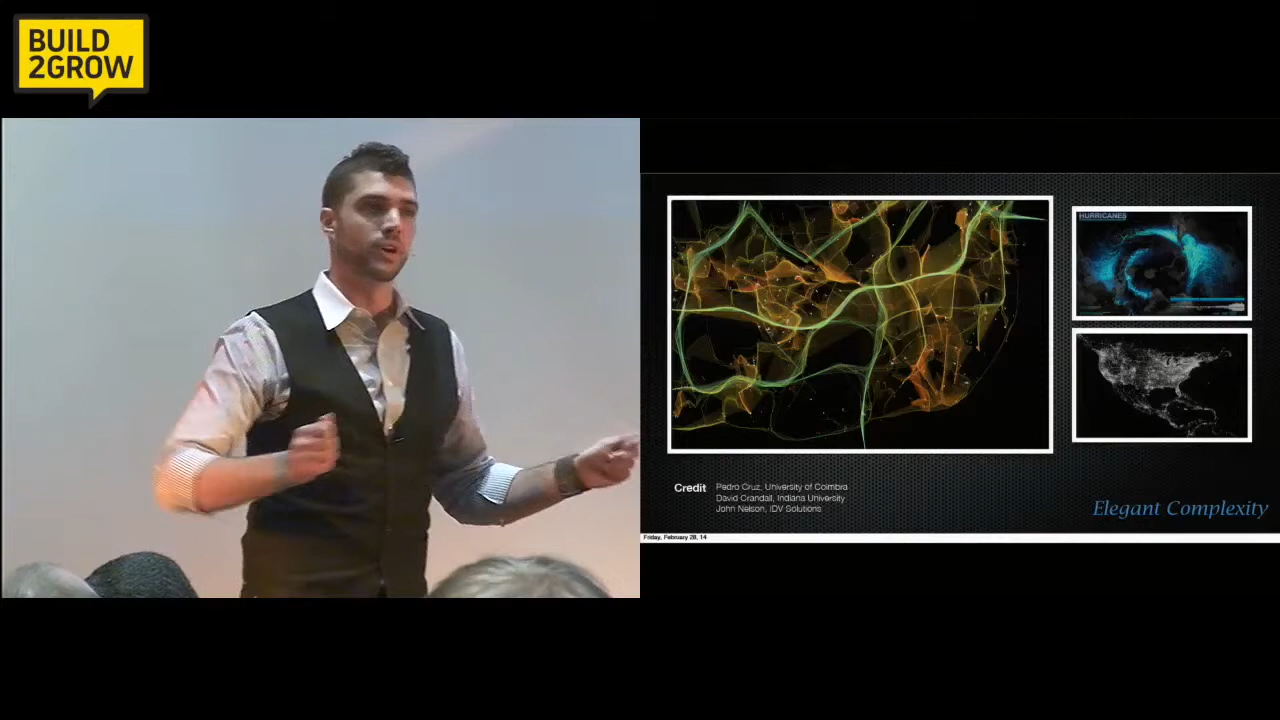 BUILD
2GROW
HURRICANES
Credit
Pedro Cruz, University of Coimbra
David Crandall, Indiana University
John Nelson, IDV Solutions
Elegant Complexity
Friday, February 28, 14